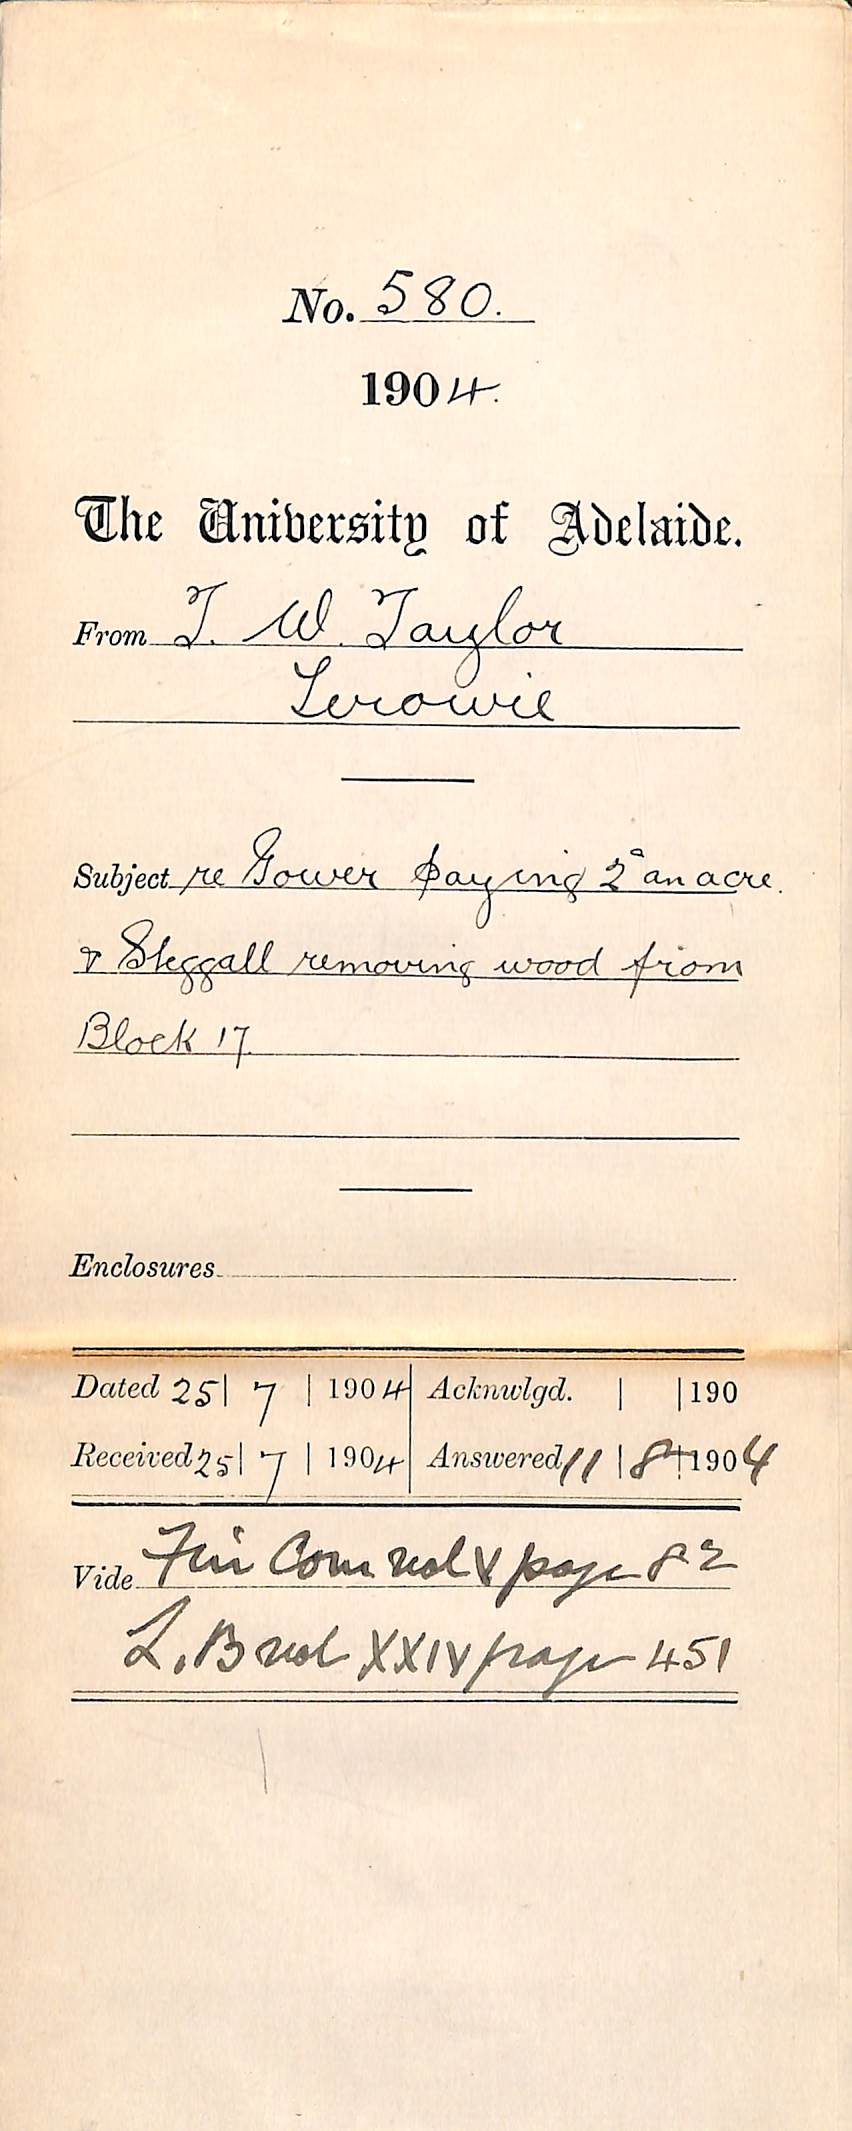 No. 580.
1904.
The University of Adelaide.
From T. W. Taylor
Terowie
Subject re Gower paying 2ᵈ an acre.
& Steggall removing wood from
Block 17
Enclosures
Dated 25 | 7 | 1904 Acknwlgd. | | 190
Received 25 | 7 | 1904 Answered 11 | 8 | 1904
Vide Fin Com vol V page 82
L.B vol XXIV page 451